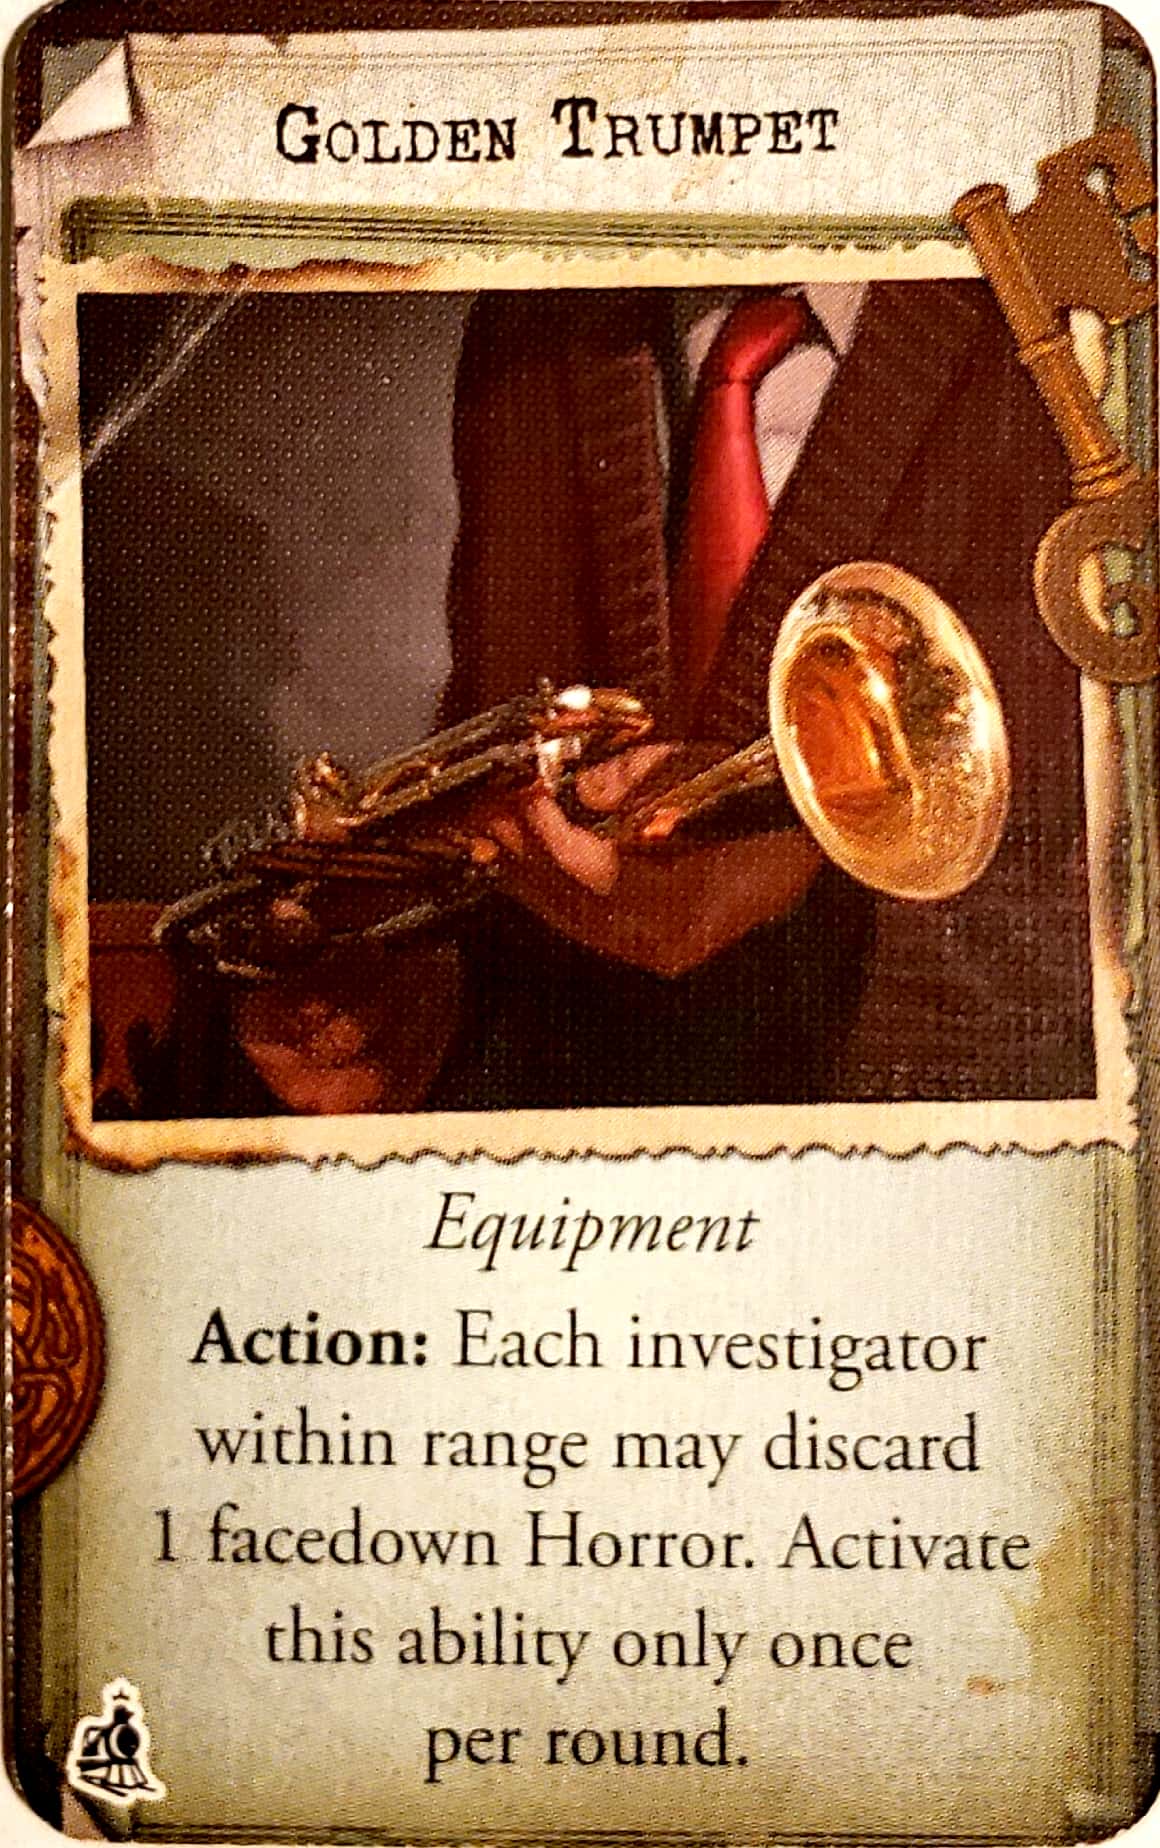 GOLDEN TRUMPET
Equipment
Action: Each investigator
within range may discard
1 facedown Horror. Activate
this ability only once
per round.